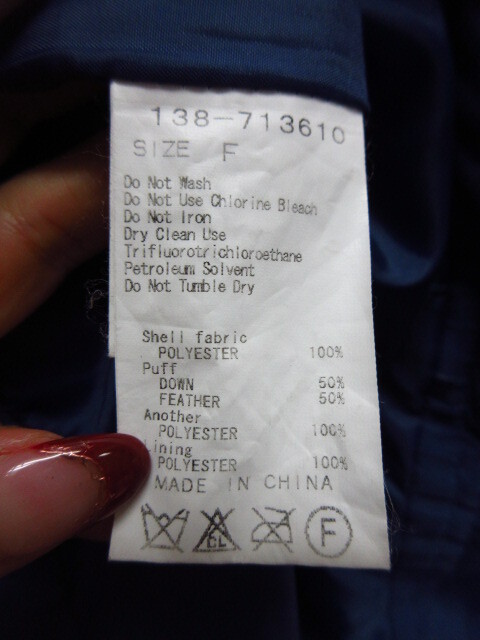 138-713610
SIZE F
Do Not Wash
Do Not Use Chlorine Bleach
Do Not Iron
Dry Clean Use
Trifluorotrichloroethane
Petroleum Solvent
Do Not Tumble Dry
Shell fabric
POLYESTER 100%
Puff
DOWN 50%
FEATHER 50%
Another
POLYESTER 100%
ining
POLYESTER 100%
MADE IN CHINA
CL F